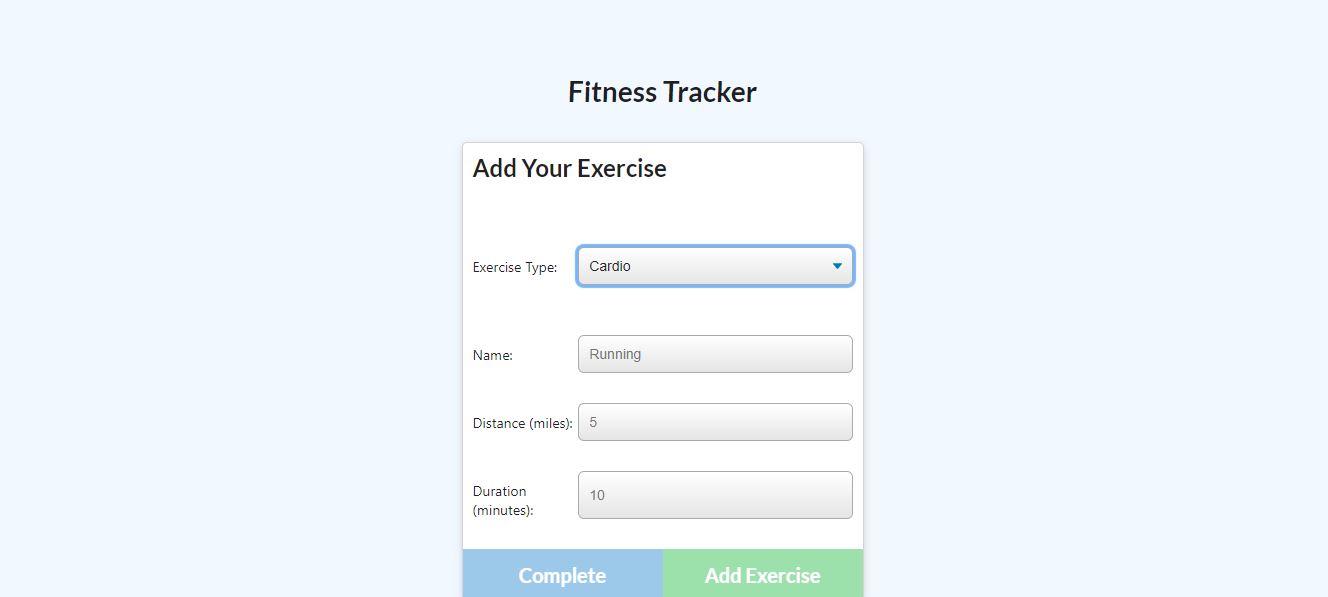 Fitness Tracker
Add Your Exercise
Exercise Type: Cardio
Name: Running
Distance (miles): 5
Duration
(minutes): 10
Complete Add Exercise